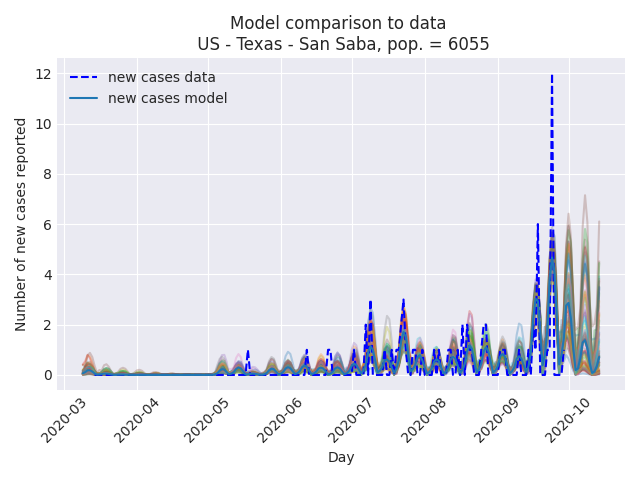 Model comparison to data
US - Texas - San Saba, pop. = 6055
new cases data
new cases model
Number of new cases reported
12
10
8
6
4
2
0
2020-03
2020-04
2020-05
2020-06
2020-07
2020-08
2020-09
2020-10
Day